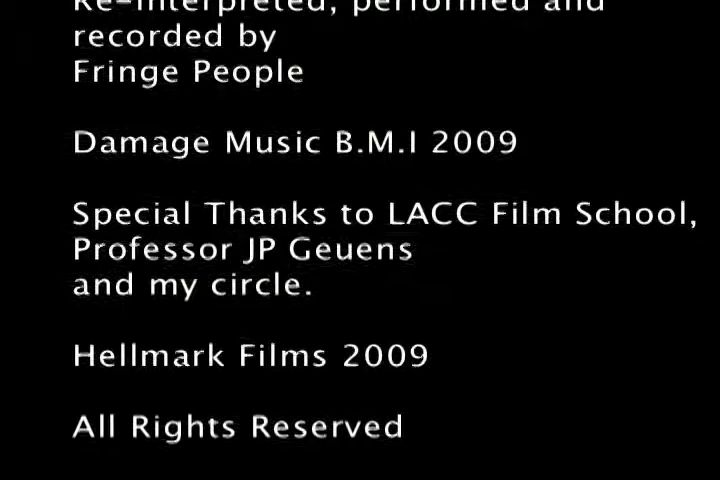 Re-interpreted, performed and
recorded by
Fringe People
Damage Music B.M.I 2009
Special Thanks to LACC Film School,
Professor JP Geuens
and my circle.
Hellmark Films 2009
All Rights Reserved